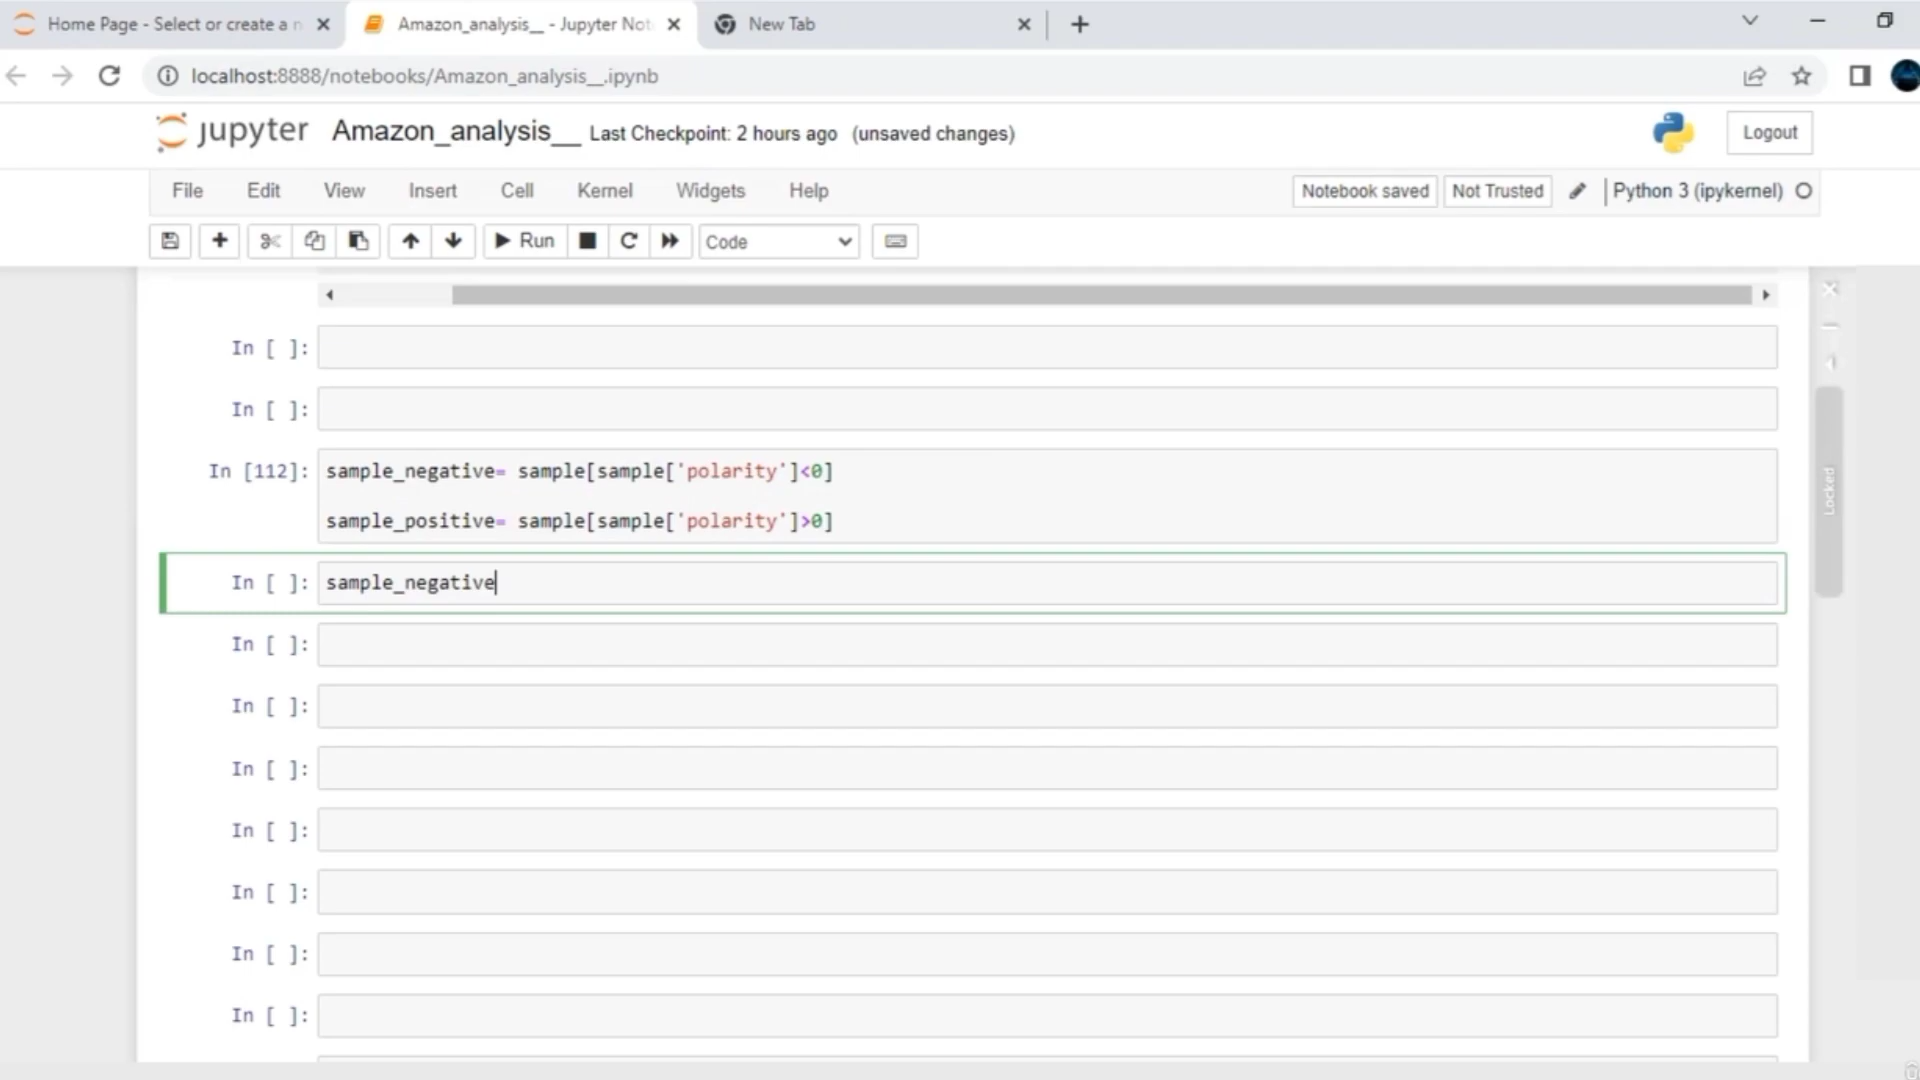 Home Page - Select or create a n
Amazon_analysis__ - Jupyter Not
New Tab
localhost:8888/notebooks/Amazon_analysis__.ipynb
jupyter Amazon_analysis__ Last Checkpoint: 2 hours ago (unsaved changes)
Logout
File Edit View Insert Cell Kernel Widgets Help
Notebook saved Not Trusted Python 3 (ipykernel)
Run Code
In [ ]:
In [ ]:
In [112]: sample_negative= sample[sample['polarity']<0]
sample_positive= sample[sample['polarity']>0]
In [ ]: sample_negative
In [ ]:
In [ ]:
In [ ]:
In [ ]:
In [ ]:
In [ ]:
In [ ]:
Locked